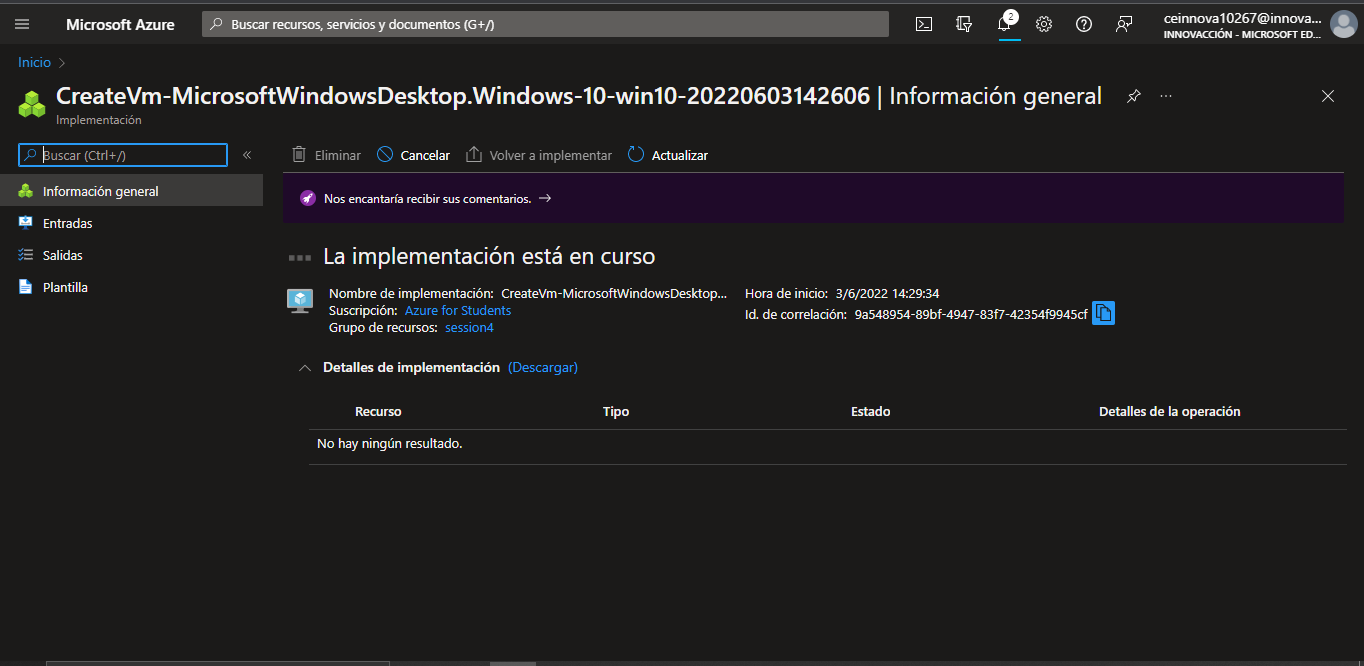 Microsoft Azure
Buscar recursos, servicios y documentos (G+/)
2
ceinnova10267@innova...
INNOVACCIÓN - MICROSOFT ED...
Inicio
CreateVm-MicrosoftWindowsDesktop.Windows-10-win10-20220603142606 | Información general
Implementación
Buscar (Ctrl+/)
Eliminar
Cancelar
Volver a implementar
Actualizar
Información general
Entradas
Salidas
Plantilla
Nos encantaría recibir sus comentarios. →
La implementación está en curso
Nombre de implementación: CreateVm-MicrosoftWindowsDesktop...
Suscripción: Azure for Students
Grupo de recursos: session4
Hora de inicio: 3/6/2022 14:29:34
Id. de correlación: 9a548954-89bf-4947-83f7-42354f9945cf
Detalles de implementación (Descargar)
Recurso Tipo Estado Detalles de la operación
No hay ningún resultado.